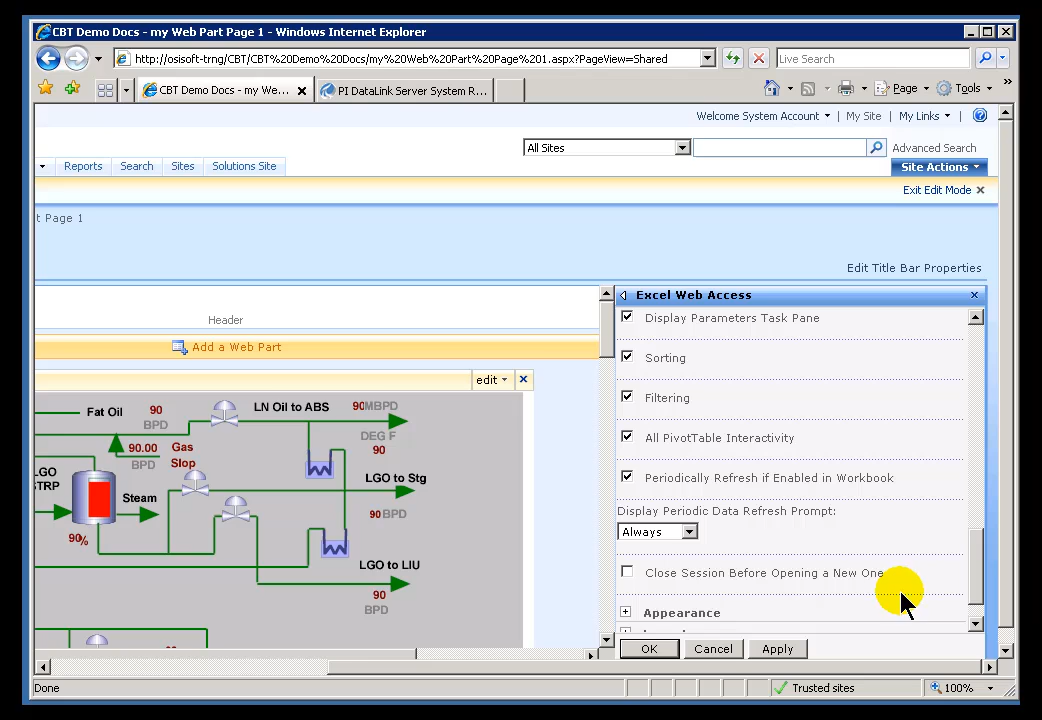 CBT Demo Docs - my Web Part Page 1 - Windows Internet Explorer
http://osisoft-trng/CBT/CBT%20Demo%20Docs/my%20Web%20Part%20Page%201.aspx?PageView=Shared
Live Search
CBT Demo Docs - my We...
PI DataLink Server System R...
Page
Tools
Welcome System Account
My Site
My Links
All Sites
Advanced Search
Reports
Search
Sites
Solutions Site
Site Actions
Exit Edit Mode
t Page 1
Edit Title Bar Properties
Header
Add a Web Part
edit
Fat Oil
90
BPD
LN Oil to ABS
90MBPD
DEG F
90
90.00
BPD
Gas
Slop
LGO
STRP
Steam
LGO to Stg
90 BPD
90%
LGO to LIU
90
BPD
Excel Web Access
Display Parameters Task Pane
Sorting
Filtering
All PivotTable Interactivity
Periodically Refresh if Enabled in Workbook
Display Periodic Data Refresh Prompt:
Always
Close Session Before Opening a New One
Appearance
OK
Cancel
Apply
Done
Trusted sites
100%